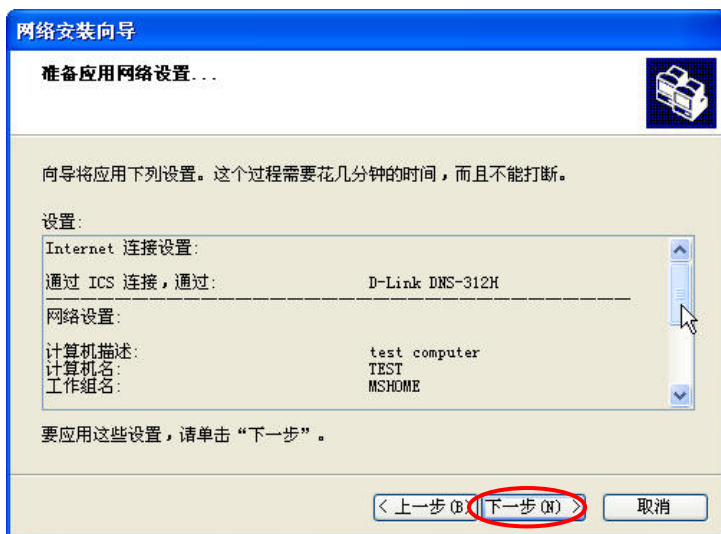 网络安装向导
准备应用网络设置...
向导将应用下列设置。这个过程需要花几分钟的时间，而且不能打断。
设置:
Internet 连接设置:
通过 ICS 连接，通过: D-Link DNS-312H
网络设置:
计算机描述: test computer
计算机名: TEST
工作组名: MSHOME
要应用这些设置，请单击“下一步”。
< 上一步(B) 下一步(N) > 取消